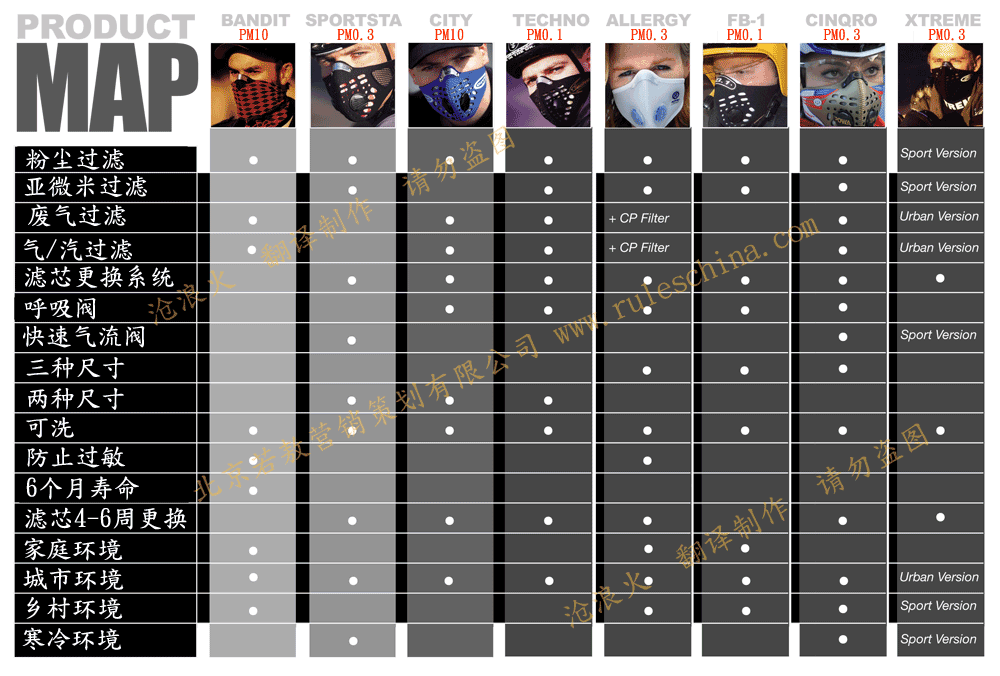 PRODUCT
MAP
BANDIT SPORTSTA CITY TECHNO ALLERGY FB-1 CINQRO XTREME
PM10 PM0.3 PM10 PM0.1 PM0.3 PM0.1 PM0.3 PM0.3
粉尘过滤 Sport Version
亚微米过滤 Sport Version
废气过滤 + CP Filter Urban Version
气/汽过滤 + CP Filter Urban Version
滤芯更换系统
呼吸阀
快速气流阀 Sport Version
三种尺寸
两种尺寸
可洗
防止过敏
6个月寿命
滤芯4-6周更换
家庭环境
城市环境 Urban Version
乡村环境 Sport Version
寒冷环境 Sport Version
沧浪火 翻译制作 请勿盗图
北京若敖营销策划有限公司 www.ruleschina.com
沧浪火 翻译制作 请勿盗图